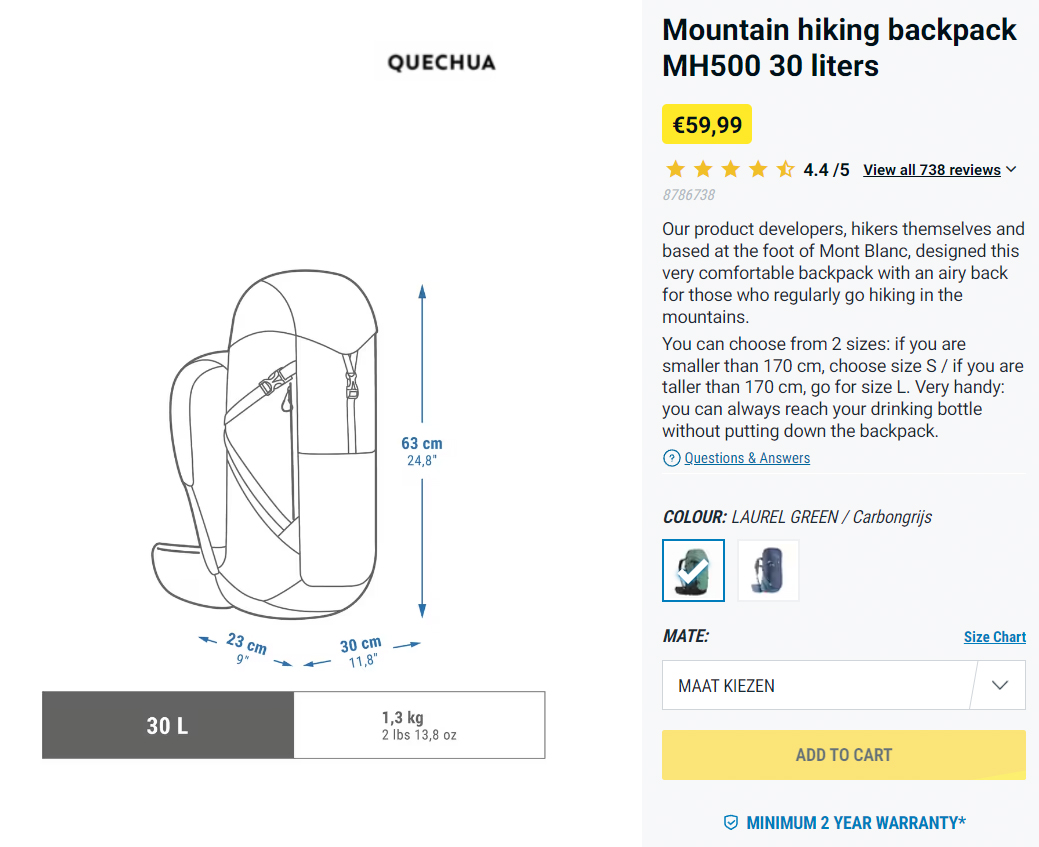 QUECHUA
63 cm
24,8"
23 cm
9"
30 cm
11,8"
30 L
1,3 kg
2 lbs 13,8 oz
Mountain hiking backpack
MH500 30 liters
€59,99
4.4 /5 View all 738 reviews
8786738
Our product developers, hikers themselves and
based at the foot of Mont Blanc, designed this
very comfortable backpack with an airy back
for those who regularly go hiking in the
mountains.
You can choose from 2 sizes: if you are
smaller than 170 cm, choose size S / if you are
taller than 170 cm, go for size L. Very handy:
you can always reach your drinking bottle
without putting down the backpack.
? Questions & Answers
COLOUR: LAUREL GREEN / Carbongrijs
MATE: Size Chart
MAAT KIEZEN
ADD TO CART
MINIMUM 2 YEAR WARRANTY*